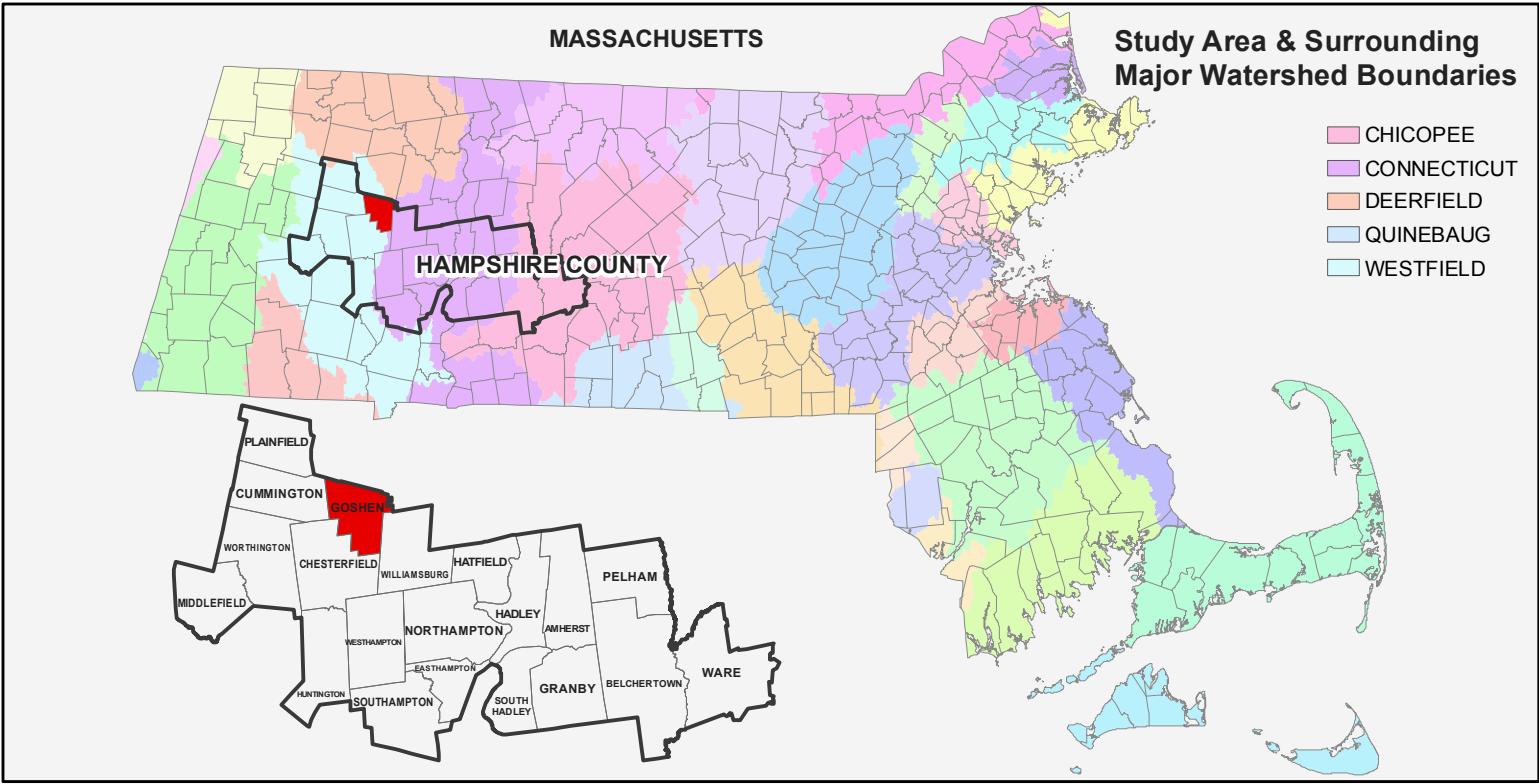 MASSACHUSETTS
Study Area & Surrounding
Major Watershed Boundaries
CHICOPEE
CONNECTICUT
DEERFIELD
QUINEBAUG
WESTFIELD
HAMPSHIRE COUNTY
PLAINFIELD
CUMMINGTON
GOSHEN
WORTHINGTON
CHESTERFIELD
WILLIAMSBURG
HATFIELD
PELHAM
MIDDLEFIELD
HADLEY
AMHERST
NORTHAMPTON
WESTHAMPTON
EASTHAMPTON
WARE
BELCHERTOWN
GRANBY
HUNTINGTON
SOUTHAMPTON
SOUTH
HADLEY